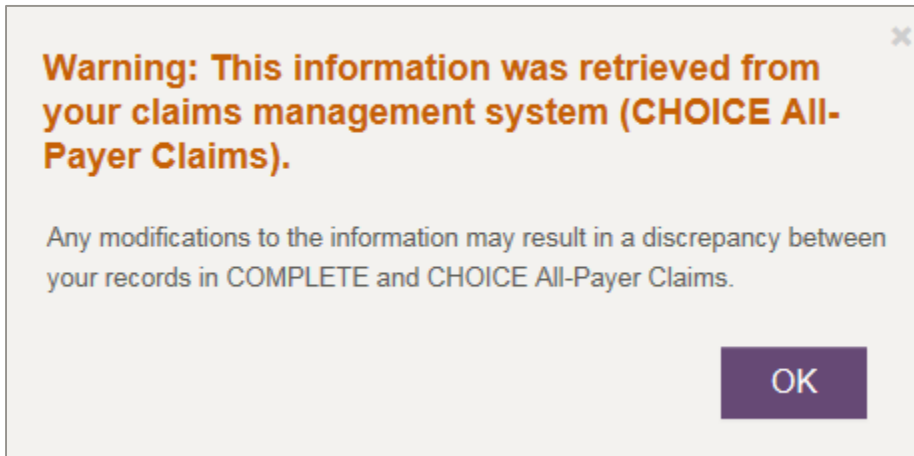 Warning: This information was retrieved from
your claims management system (CHOICE All-
Payer Claims).
Any modifications to the information may result in a discrepancy between
your records in COMPLETE and CHOICE All-Payer Claims.
OK